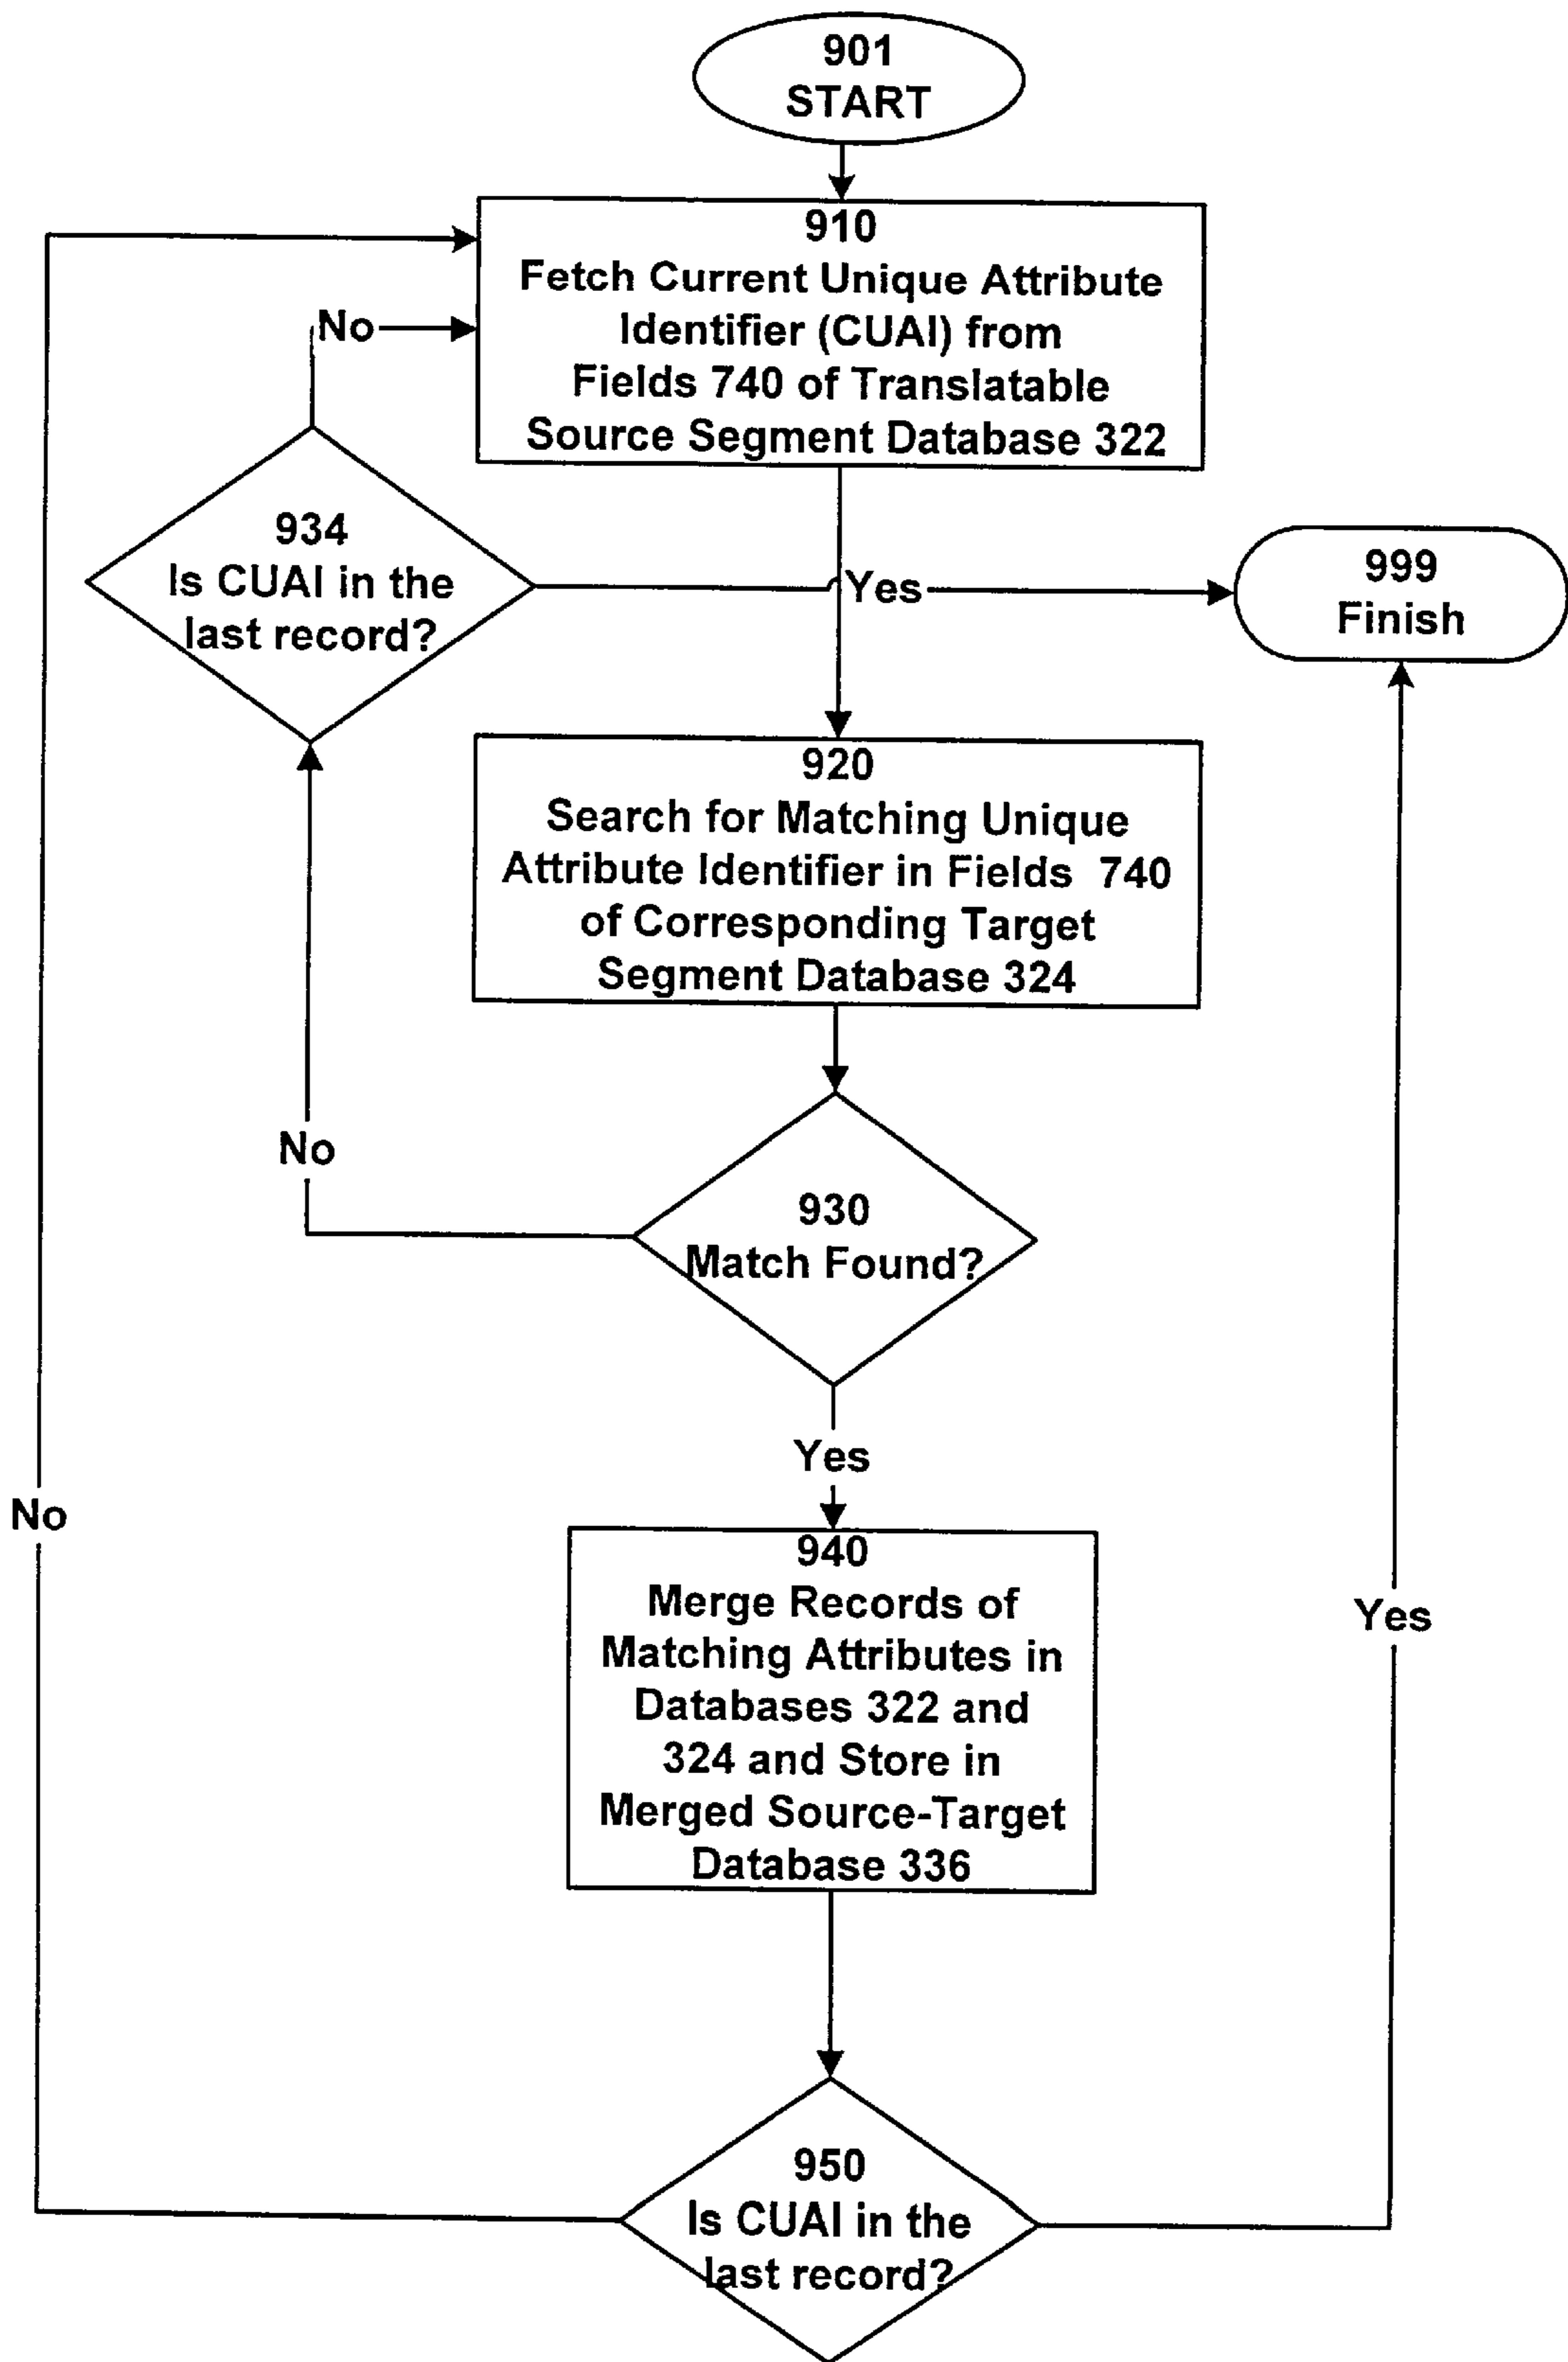 901
START
910
Fetch Current Unique Attribute
Identifier (CUAI) from
Fields 740 of Translatable
Source Segment Database 322
No
934
Is CUAI in the
last record?
Yes
999
Finish
920
Search for Matching Unique
Attribute Identifier in Fields 740
of Corresponding Target
Segment Database 324
No
930
Match Found?
Yes
940
Merge Records of
Matching Attributes in
Databases 322 and
324 and Store in
Merged Source-Target
Database 336
No
Yes
950
Is CUAI in the
last record?